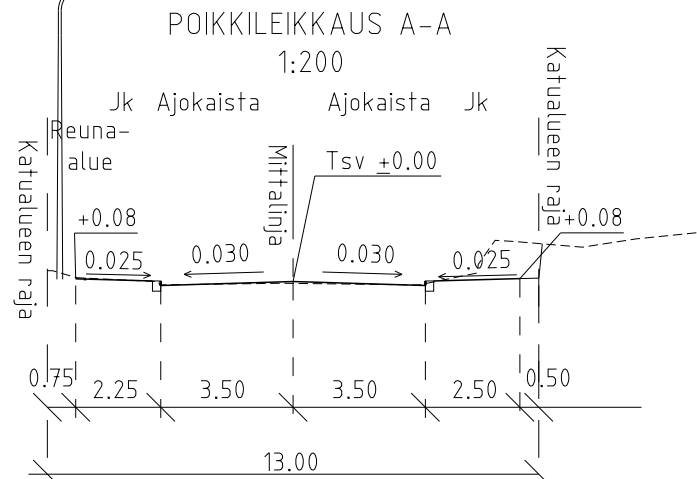 POIKKILEIKKAUS A-A
1:200
Jk Ajokaista Ajokaista Jk
Reuna-
alue
Katualueen raja
Mittalinja
Tsv ±0.00
Katualueen raja
+0.08
+0.08
0.025 0.030 0.030 0.025
0.75 2.25 3.50 3.50 2.50 0.50
13.00